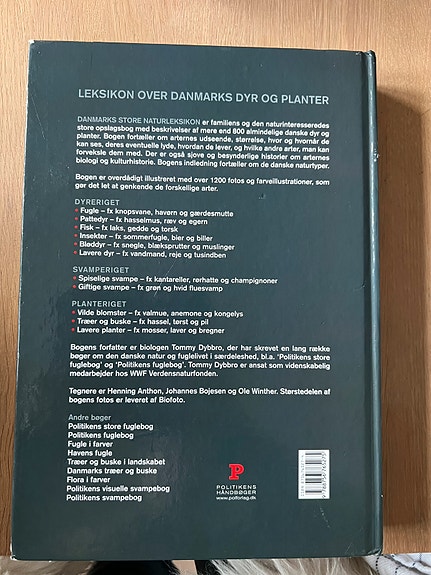 LEKSIKON OVER DANMARKS DYR OG PLANTER
DANMARKS STORE NATURLEKSIKON er familiens og den naturinteresseredes
store opslagsbog med beskrivelser af mere end 800 almindelige danske dyr og
planter. Bogen fortæller om arternes udseende, størrelse, hvor og hvornår de
kan ses, deres eventuelle lyde, hvordan de lever, og hvilke andre arter, man kan
forveksle dem med. Der er også sjove og besynderlige historier om arternes
biologi og kulturhistorie. Bogens indledning fortæller om de danske naturtyper.
Bogen er overdådigt illustreret med over 1200 fotos og farveillustrationer, som
gør det let at genkende de forskellige arter.
DYRERIGET
• Fugle – fx knopsvane, havørn og gærdesmutte
• Pattedyr – fx hasselmus, ræv og egern
• Fisk – fx laks, gedde og torsk
• Insekter – fx sommerfugle, bier og biller
• Bløddyr – fx snegle, blæksprutter og muslinger
• Lavere dyr – fx vandmænd, reje og tusindben
SVAMPERIGET
• Spiselige svampe – fx kantareller, rørhatte og champignoner
• Giftige svampe – fx grøn og hvid fluesvamp
PLANTERIGET
• Vilde blomster – fx valmue, anemone og kongelys
• Træer og buske – fx hassel, tørst og pil
• Lavere planter – fx mosser, laver og bregner
Bogens forfatter er biologen Tommy Dybbro, der har skrevet en lang række
bøger om den danske natur og fuglelivet i særdeleshed, bl.a. 'Politikens store
fuglebog' og 'Politikens fuglebog'. Tommy Dybbro er ansat som videnskabelig
medarbejder hos WWF Verdensnaturfonden.
Tegnere er Henning Anthon, Johannes Bojesen og Ole Winther. Størstedelen af
bogens fotos er leveret af Biofoto.
Andre bøger
Politikens store fuglebog
Politikens fuglebog
Fugle i farver
Havens fugle
Træer og buske i landskabet
Danmarks træer og buske
Flora i farver
Politikens visuelle svampebog
Politikens svampebog
P
POLITIKENS
HÅNDBØGER
www.polforlag.dk